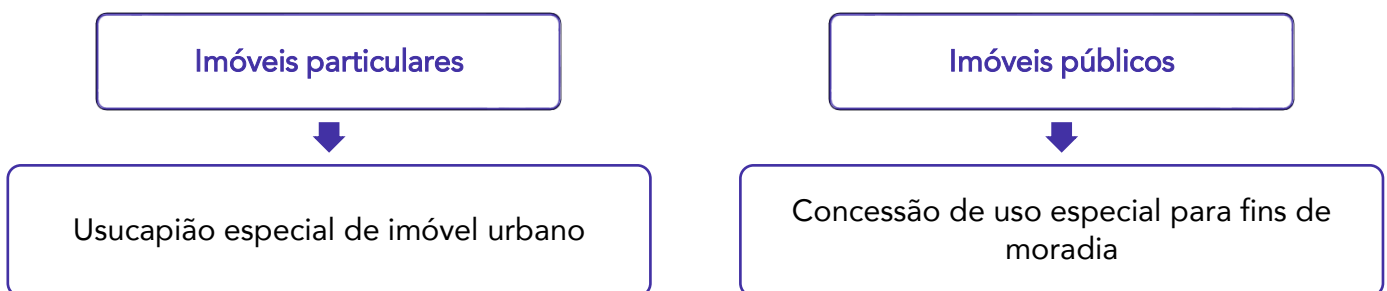 Imóveis particulares
Imóveis públicos
Usucapião especial de imóvel urbano
Concessão de uso especial para fins de
moradia